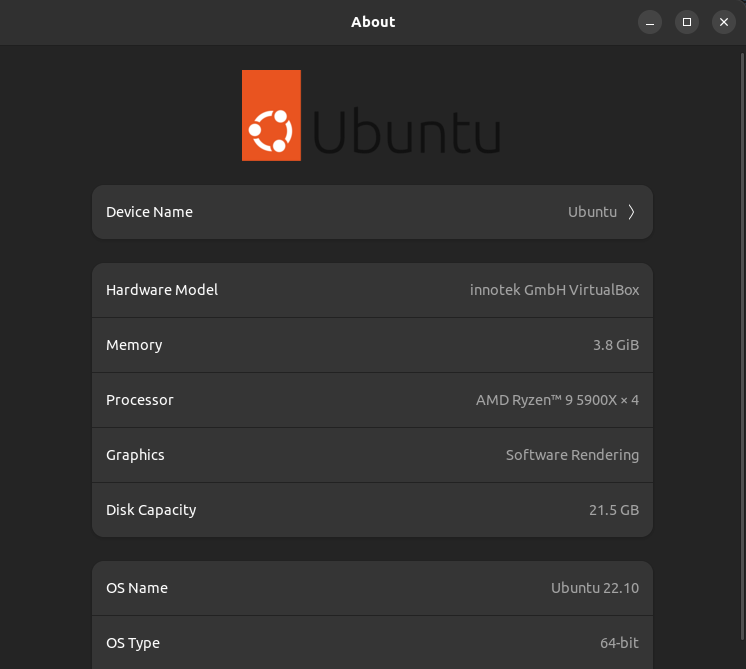 About
Ubuntu
Device Name Ubuntu
Hardware Model innotek GmbH VirtualBox
Memory 3.8 GiB
Processor AMD Ryzen™ 9 5900X × 4
Graphics Software Rendering
Disk Capacity 21.5 GB
OS Name Ubuntu 22.10
OS Type 64-bit